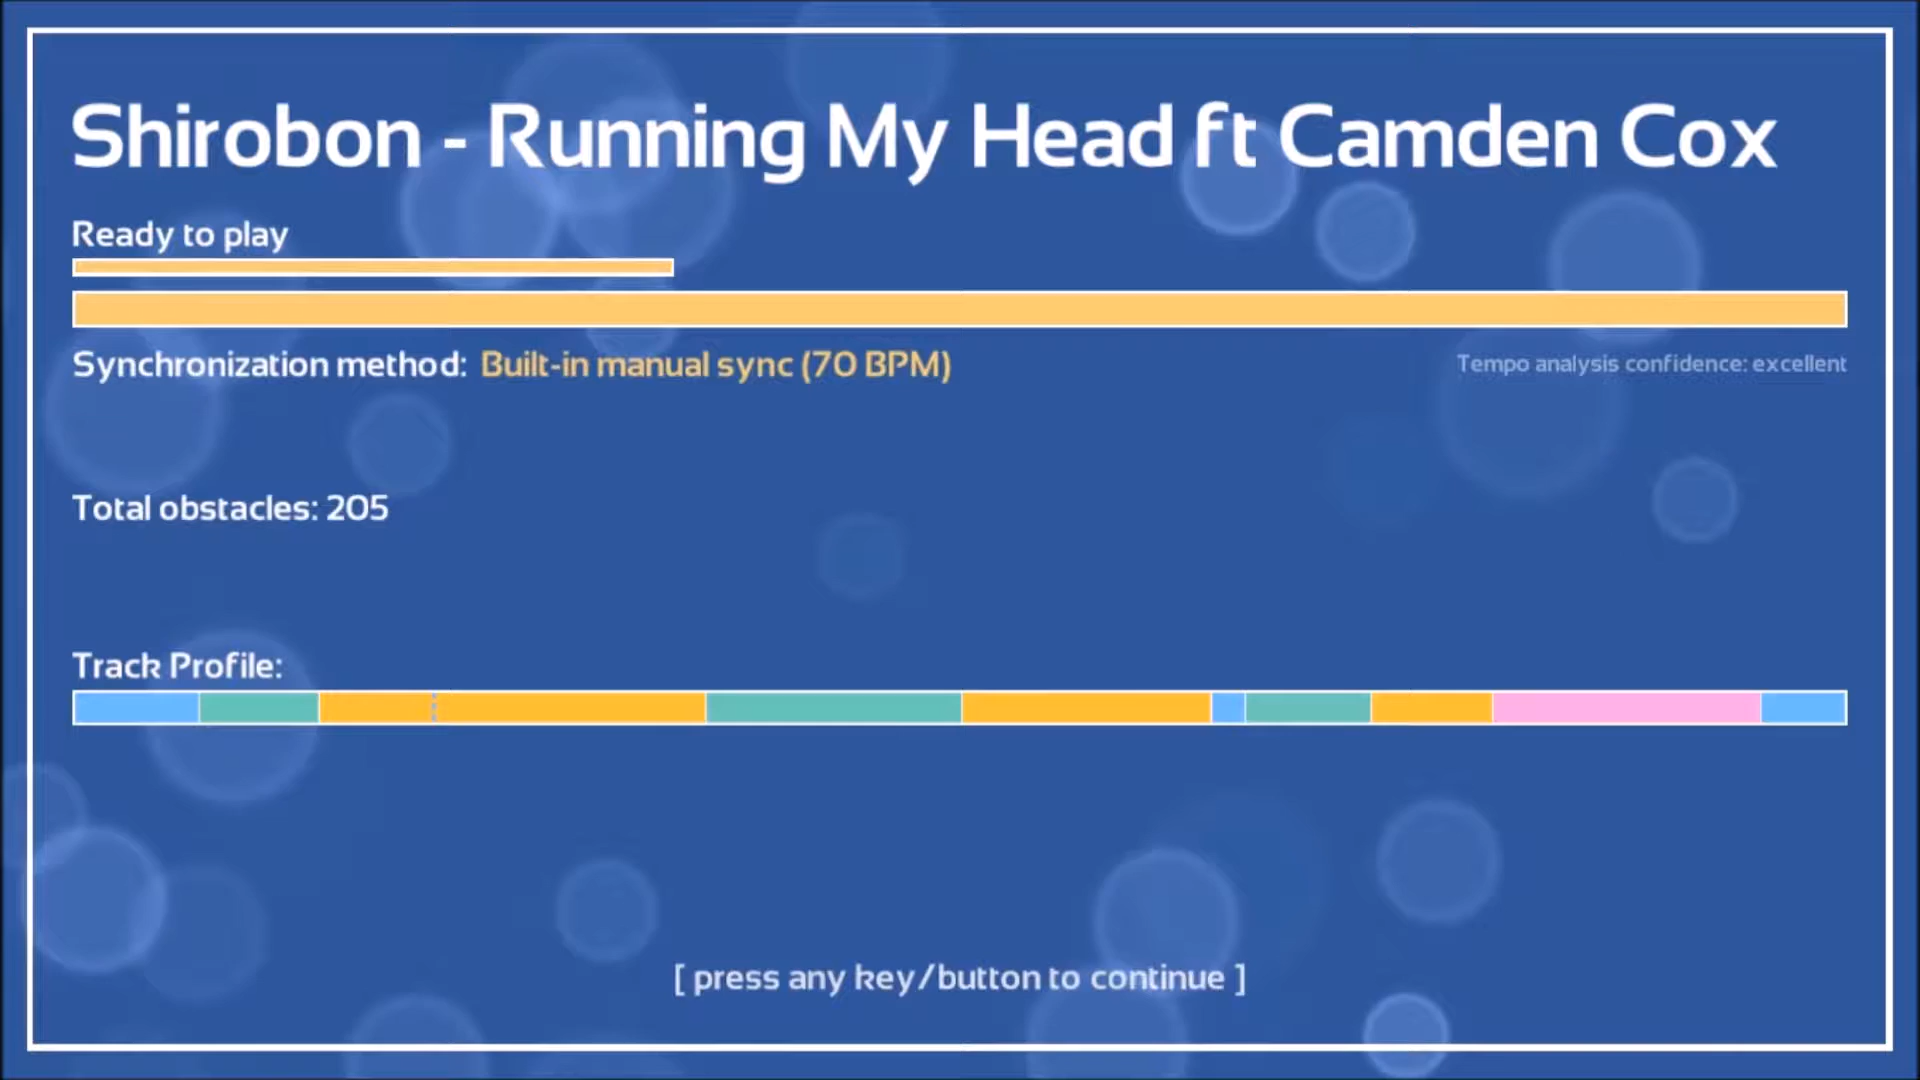 Shirobon - Running My Head ft Camden Cox
Ready to play
Synchronization method: Built-in manual sync (70 BPM)
Tempo analysis confidence: excellent
Total obstacles: 205
Track Profile:
[ press any key/button to continue ]